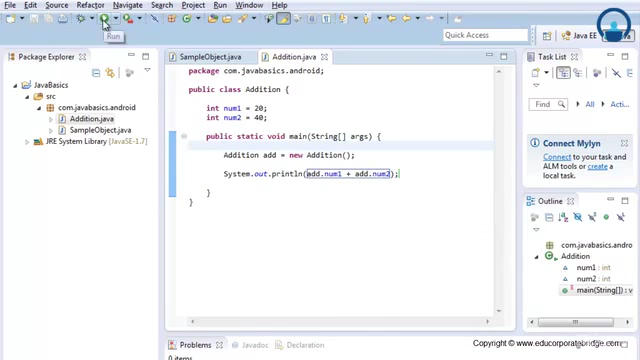 File Edit Source Refactor Navigate Search Project Run Window Help
Run
Quick Access
Java EE
Package Explorer
JavaBasics
src
com.javabasics.android
Addition.java
SampleObject.java
JRE System Library [JavaSE-1.7]
SampleObject.java
Addition.java
package com.javabasics.android;
public class Addition {
int num1 = 20;
int num2 = 40;
public static void main(String[] args) {
Addition add = new Addition();
System.out.println(add.num1 + add.num2);
}
}
Task List
Find
All
Connect Mylyn
Connect to your task and
ALM tools or create a
local task.
Outline
com.javabasics.android
Addition
num1 : int
num2 : int
main(String[]) : v
Problems
Javadoc
Declaration
0 items
Copyright © www.educorporatebridge.com